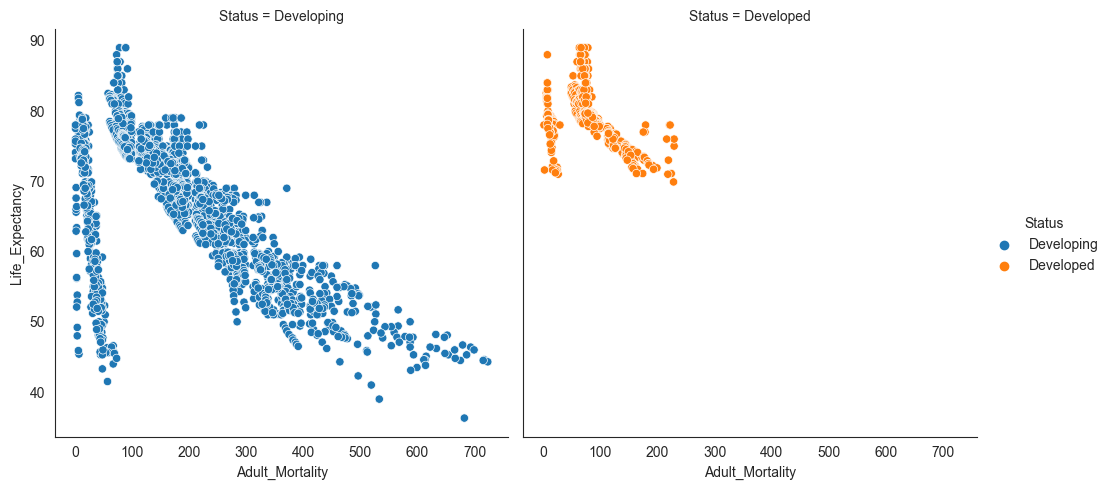 Status = Developing
Status = Developed
90
80
70
60
50
40
Life_Expectancy
0 100 200 300 400 500 600 700
0 100 200 300 400 500 600 700
Adult_Mortality
Adult_Mortality
Status
Developing
Developed